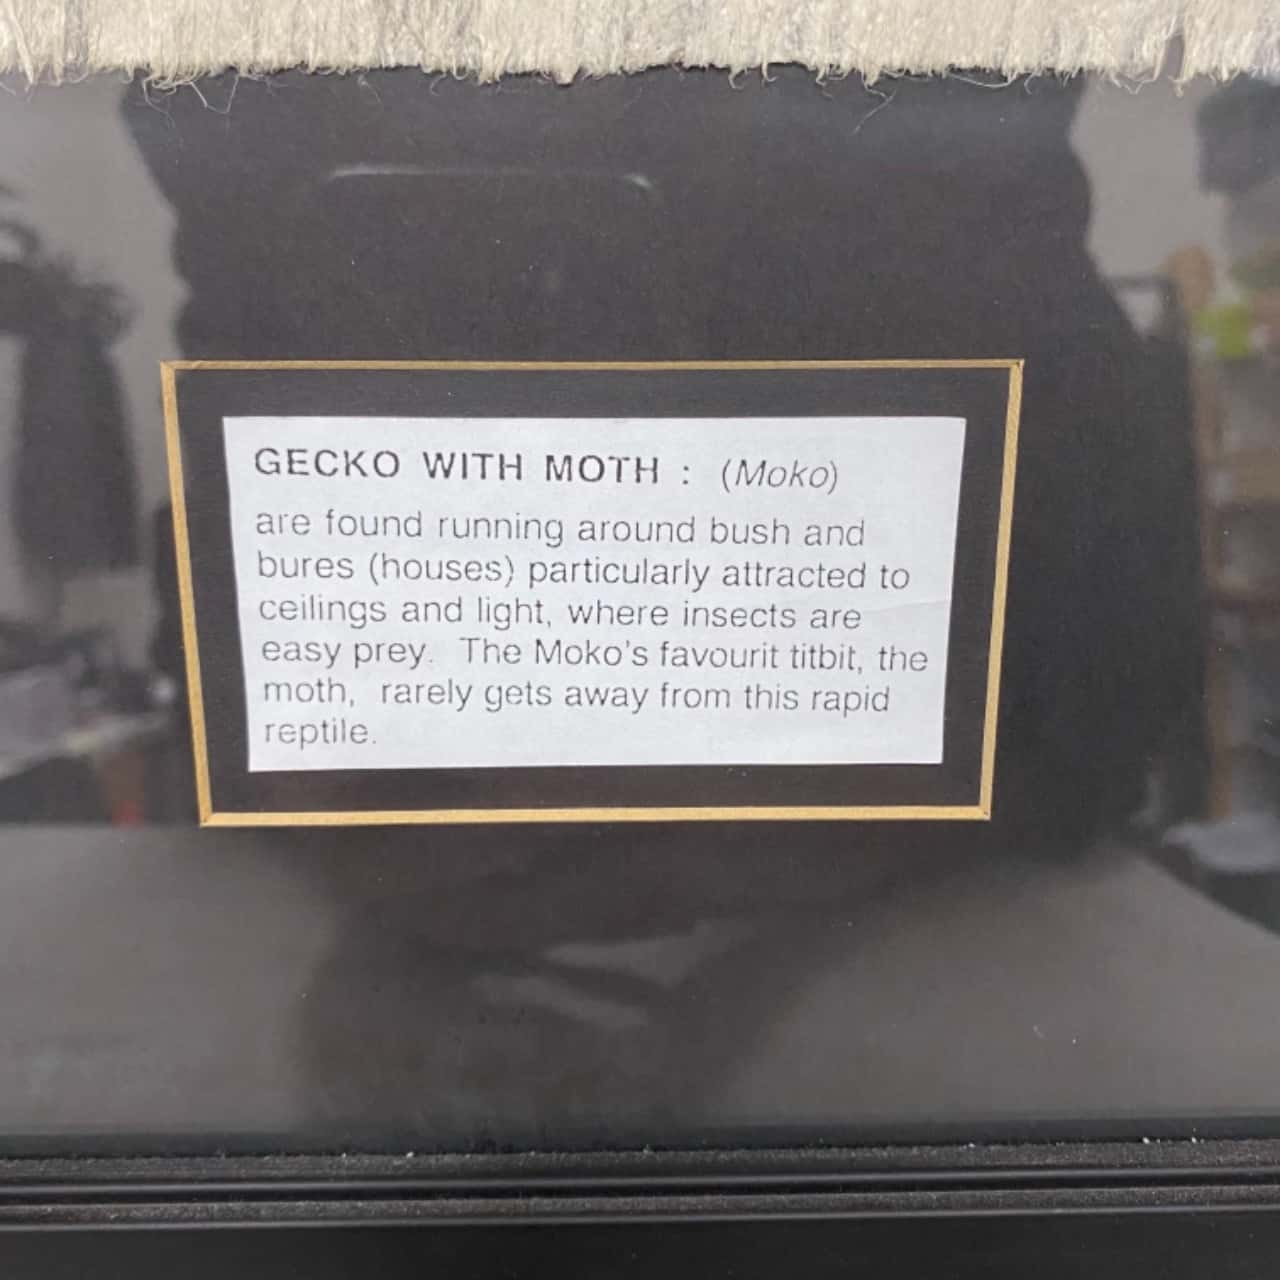 GECKO WITH MOTH : (Moko)
are found running around bush and
bures (houses) particularly attracted to
ceilings and light, where insects are
easy prey. The Moko's favourit titbit, the
moth, rarely gets away from this rapid
reptile.